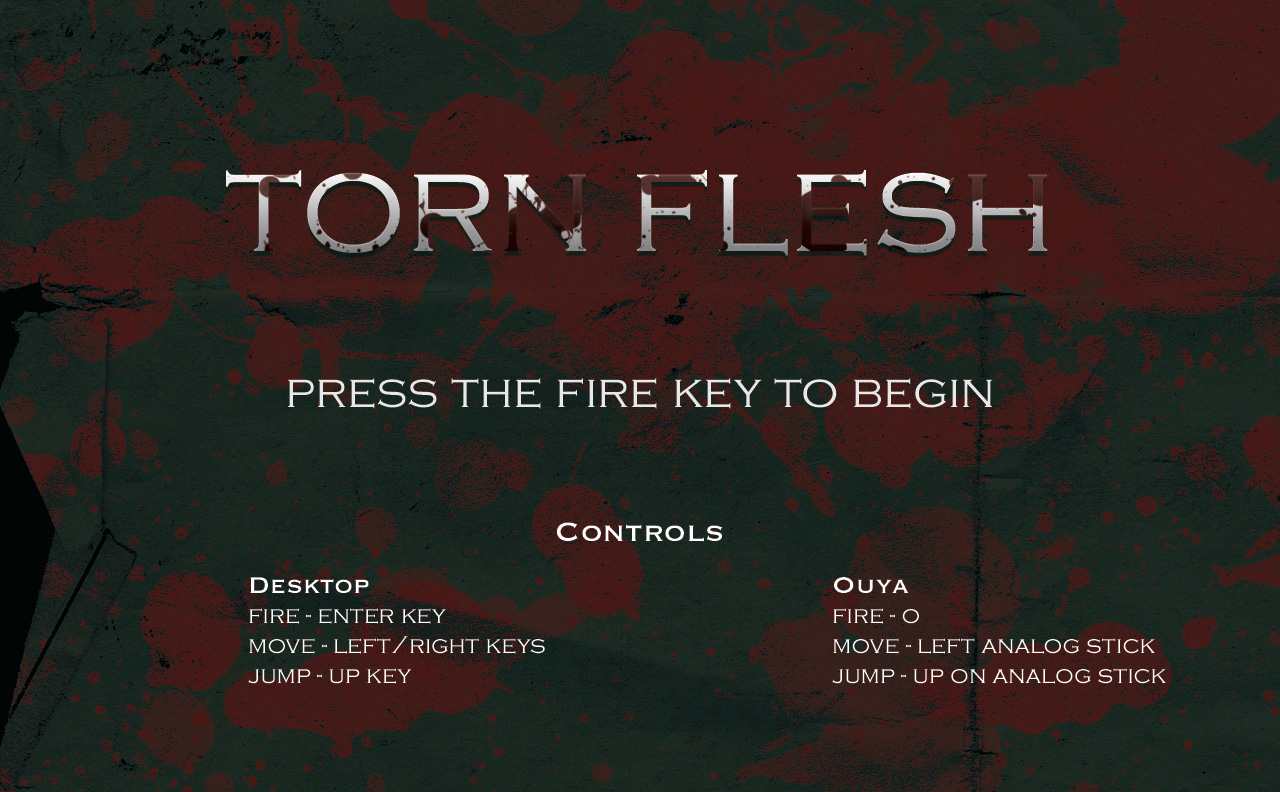 TORN FLESH
PRESS THE FIRE KEY TO BEGIN
Controls
Desktop
FIRE - ENTER KEY
MOVE - LEFT/RIGHT KEYS
JUMP - UP KEY
Ouya
FIRE - O
MOVE - LEFT ANALOG STICK
JUMP - UP ON ANALOG STICK